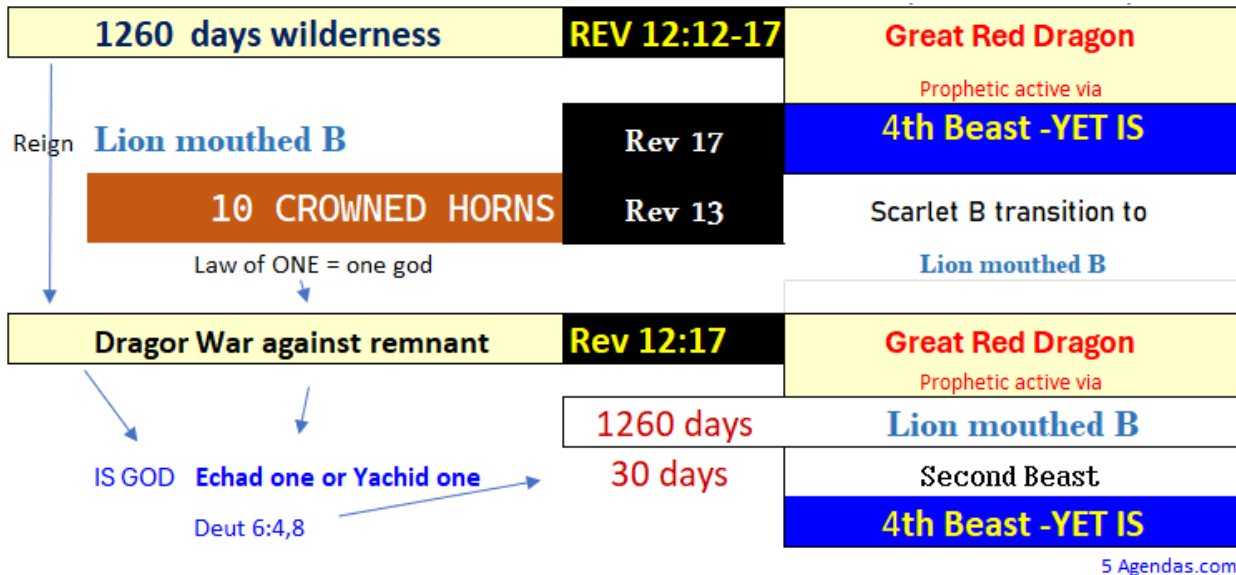 1260 days wilderness REV 12:12-17 Great Red Dragon
Prophetic active via
Reign Lion mouthed B Rev 17 4th Beast -YET IS
10 CROWNED HORNS Rev 13 Scarlet B transition to
Law of ONE = one god Lion mouthed B
Dragor War against remnant Rev 12:17 Great Red Dragon
Prophetic active via
1260 days Lion mouthed B
IS GOD Echad one or Yachid one 30 days Second Beast
Deut 6:4,8 4th Beast -YET IS
5 Agendas.com